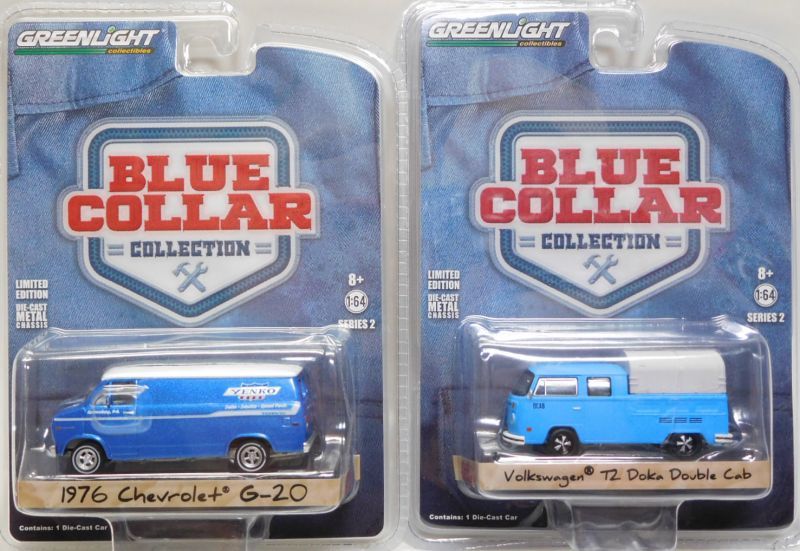 GREENLIGHT
collectibles
BLUE
COLLAR
COLLECTION
LIMITED
EDITION
DIE-CAST
METAL
CHASSIS
8+
1:64
SERIES 2
YENKO
1976 Chevrolet® G-20
Contains: 1 Die-Cast Car
GREENLIGHT
collectibles
BLUE
COLLAR
COLLECTION
LIMITED
EDITION
DIE-CAST
METAL
CHASSIS
8+
1:64
SERIES 2
Volkswagen® T2 Doka Double Cab
Contains: 1 Die-Cast Car